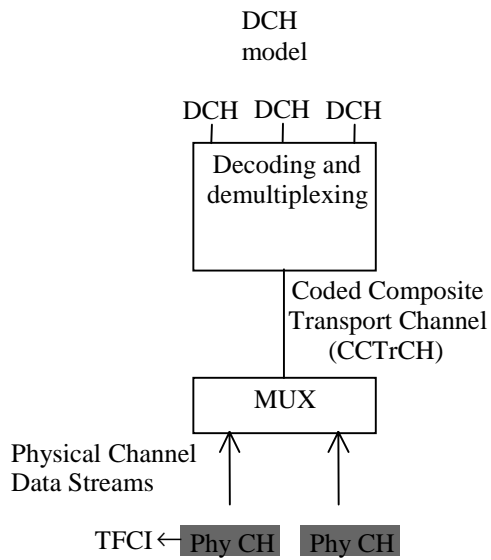 DCH
model
DCH DCH DCH
Decoding and
demultiplexing
Coded Composite
Transport Channel
(CCTrCH)
MUX
Physical Channel
Data Streams
TFCI Phy CH Phy CH